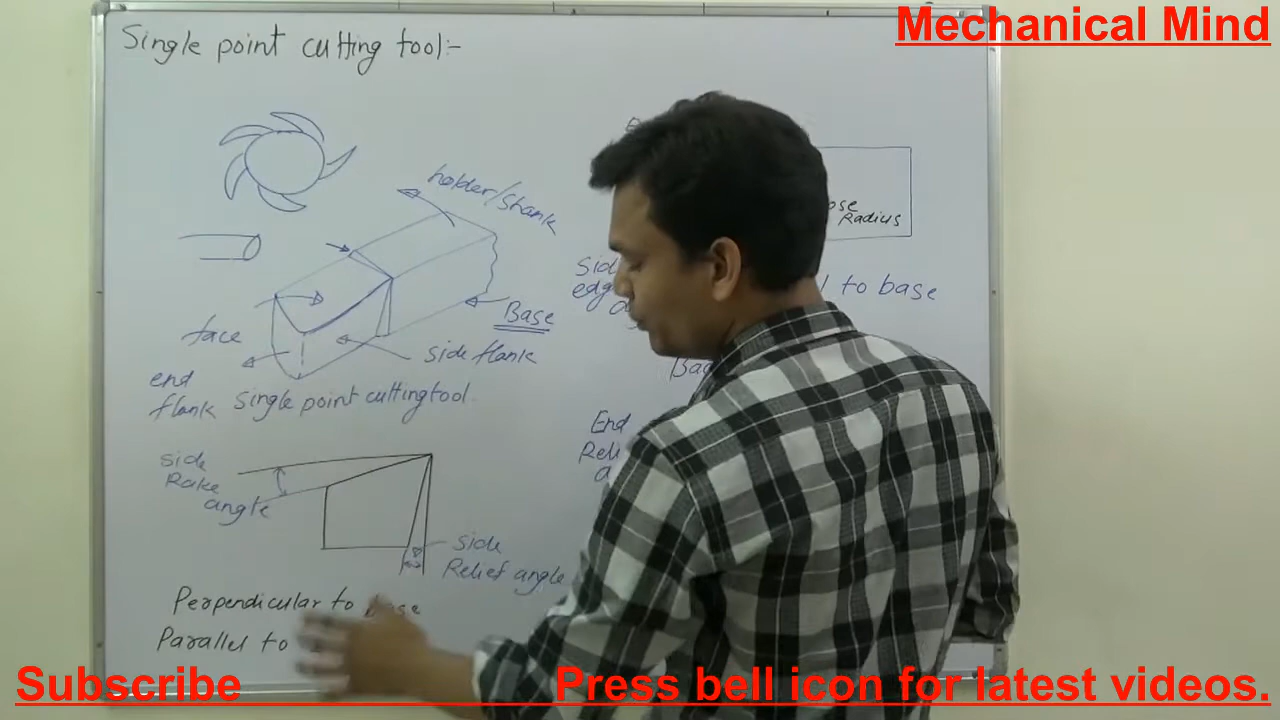 Mechanical Mind
Single point cutting tool:-
holder/Shank
Base
face
side flank
end
flank
Single point cutting tool.
side
Rake
angle
side
Relief angle
Perpendicular to base
Parallel to
Radius
to base
edg
End
Subscribe
Press bell icon for latest videos.